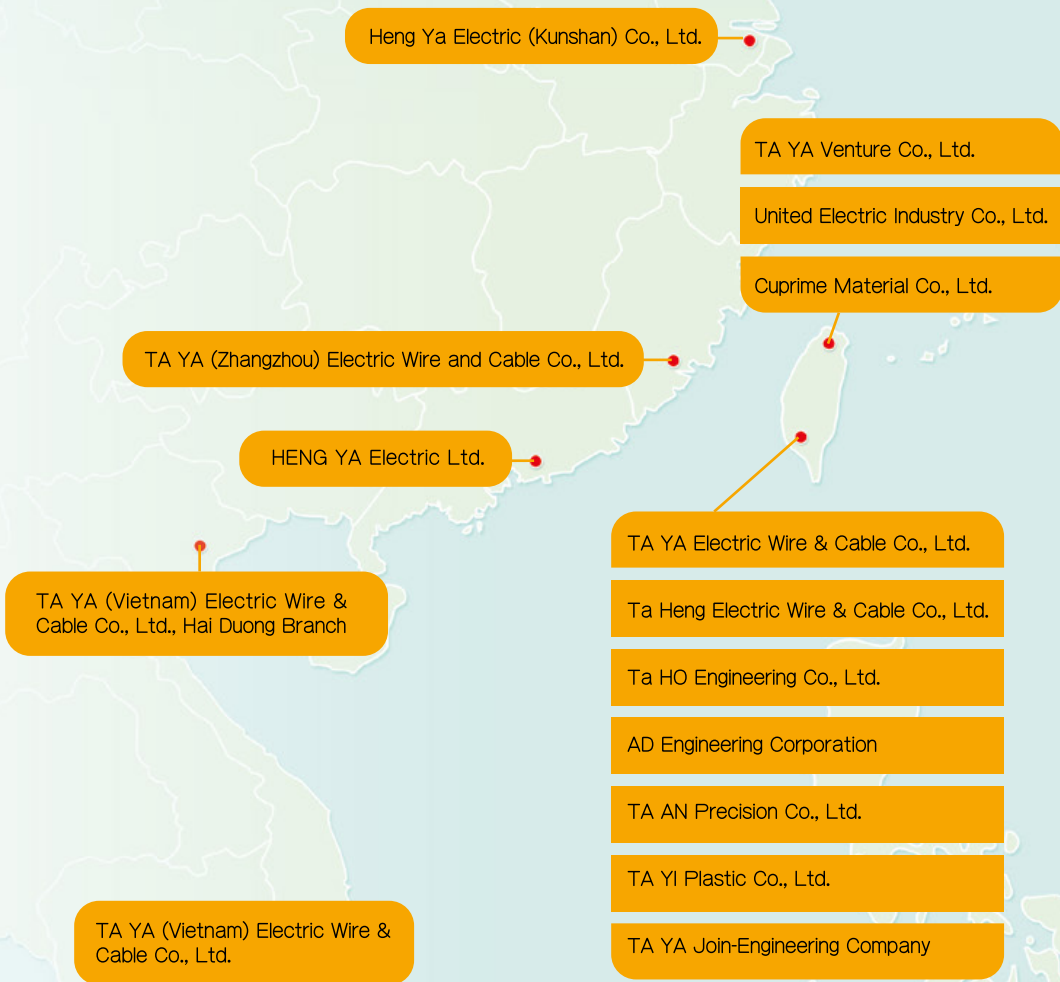 Heng Ya Electric (Kunshan) Co., Ltd.
TA YA Venture Co., Ltd.
United Electric Industry Co., Ltd.
Cuprime Material Co., Ltd.
TA YA (Zhangzhou) Electric Wire and Cable Co., Ltd.
HENG YA Electric Ltd.
TA YA Electric Wire & Cable Co., Ltd.
Ta Heng Electric Wire & Cable Co., Ltd.
Ta HO Engineering Co., Ltd.
AD Engineering Corporation
TA AN Precision Co., Ltd.
TA YI Plastic Co., Ltd.
TA YA Join-Engineering Company
TA YA (Vietnam) Electric Wire &
Cable Co., Ltd., Hai Duong Branch
TA YA (Vietnam) Electric Wire &
Cable Co., Ltd.